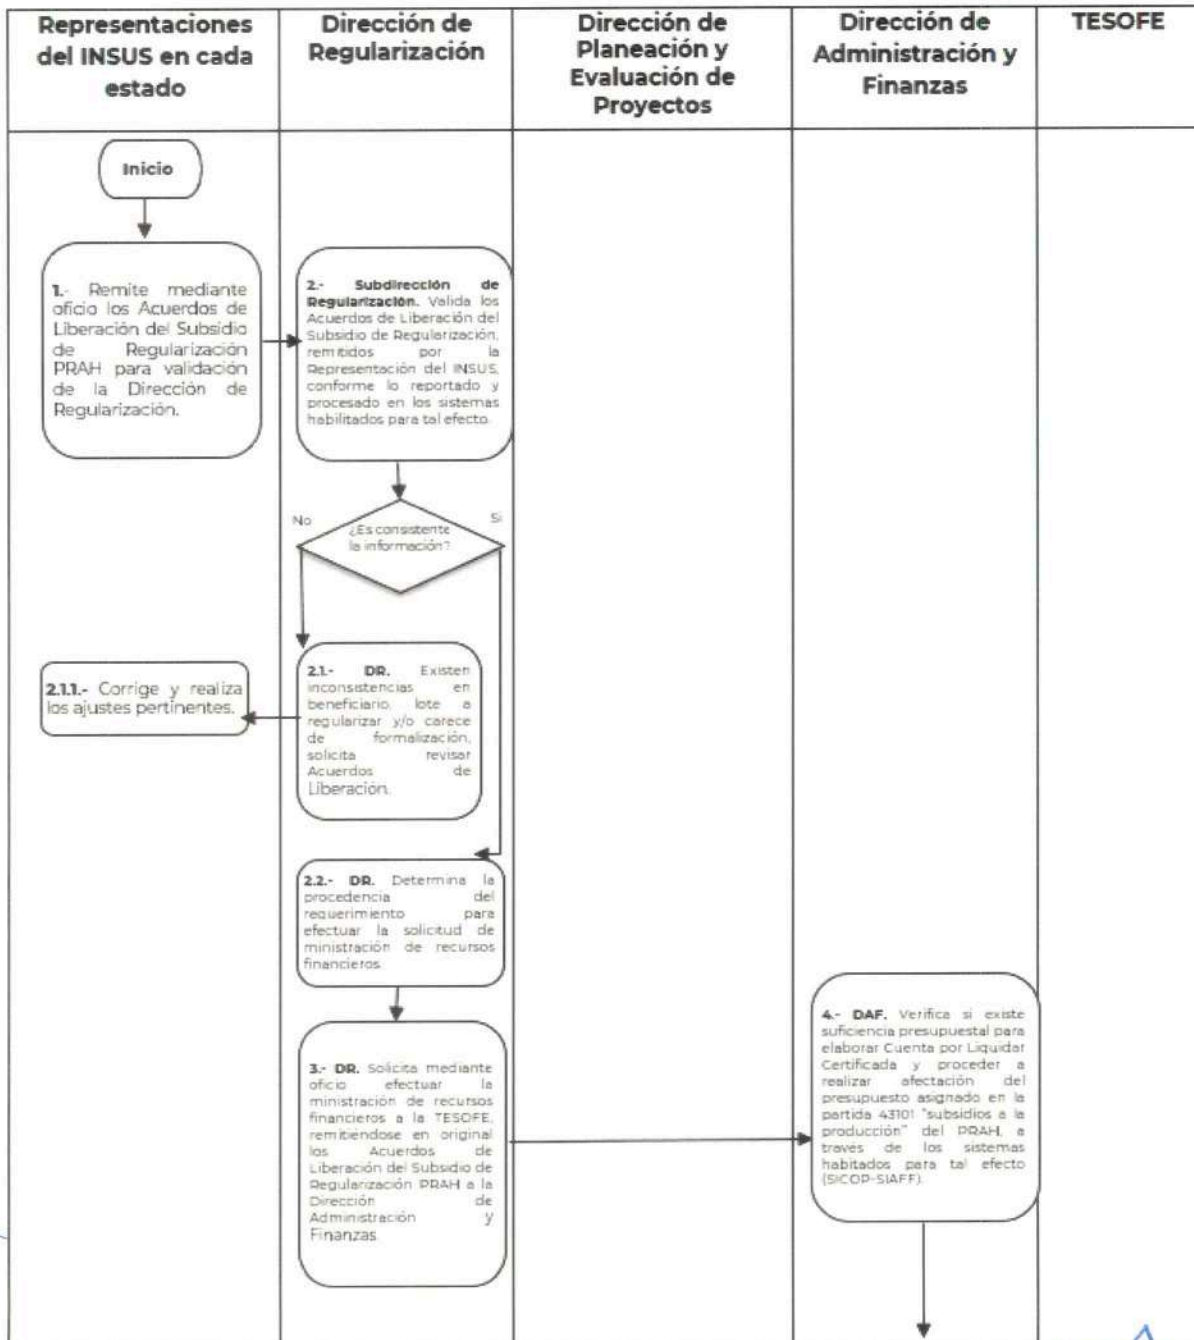 Representaciones
del INSUS en cada
estado
Dirección de
Regularización
Dirección de
Planeación y
Evaluación de
Proyectos
Dirección de
Administración y
Finanzas
TESOFE
Inicio
1.- Remite mediante
oficio los Acuerdos de
Liberación del Subsidio
de Regularización
PRAH para validación
de la Dirección de
Regularización.
2.- Subdirección de
Regularización. Valida los
Acuerdos de Liberación del
Subsidio de Regularización,
remitidos por la
Representación del INSUS,
conforme lo reportado y
procesado en los sistemas
habilitados para tal efecto.
No
¿Es consistente
la información?
Si
2.1.- DR. Existen
inconsistencias en
beneficiario, lote a
regularizar y/o carece
de formalización,
solicita revisar
Acuerdos de
Liberación.
2.1.1.- Corrige y realiza
los ajustes pertinentes.
2.2.- DR. Determina la
procedencia del
requerimiento para
efectuar la solicitud de
ministración de recursos
financieros.
3.- DR. Solicita mediante
oficio efectuar la
ministración de recursos
financieros a la TESOFE,
remitiendose en original
los Acuerdos de
Liberación del Subsidio de
Regularización PRAH a la
Dirección de
Administración y
Finanzas.
4.- DAF. Verifica si existe
suficiencia presupuestal para
elaborar Cuenta por Liquidar
Certificada y proceder a
realizar afectación del
presupuesto asignado en la
partida 43101 "subsidios a la
producción" del PRAH, a
través de los sistemas
habitados para tal efecto
(SICOP-SIAFF).